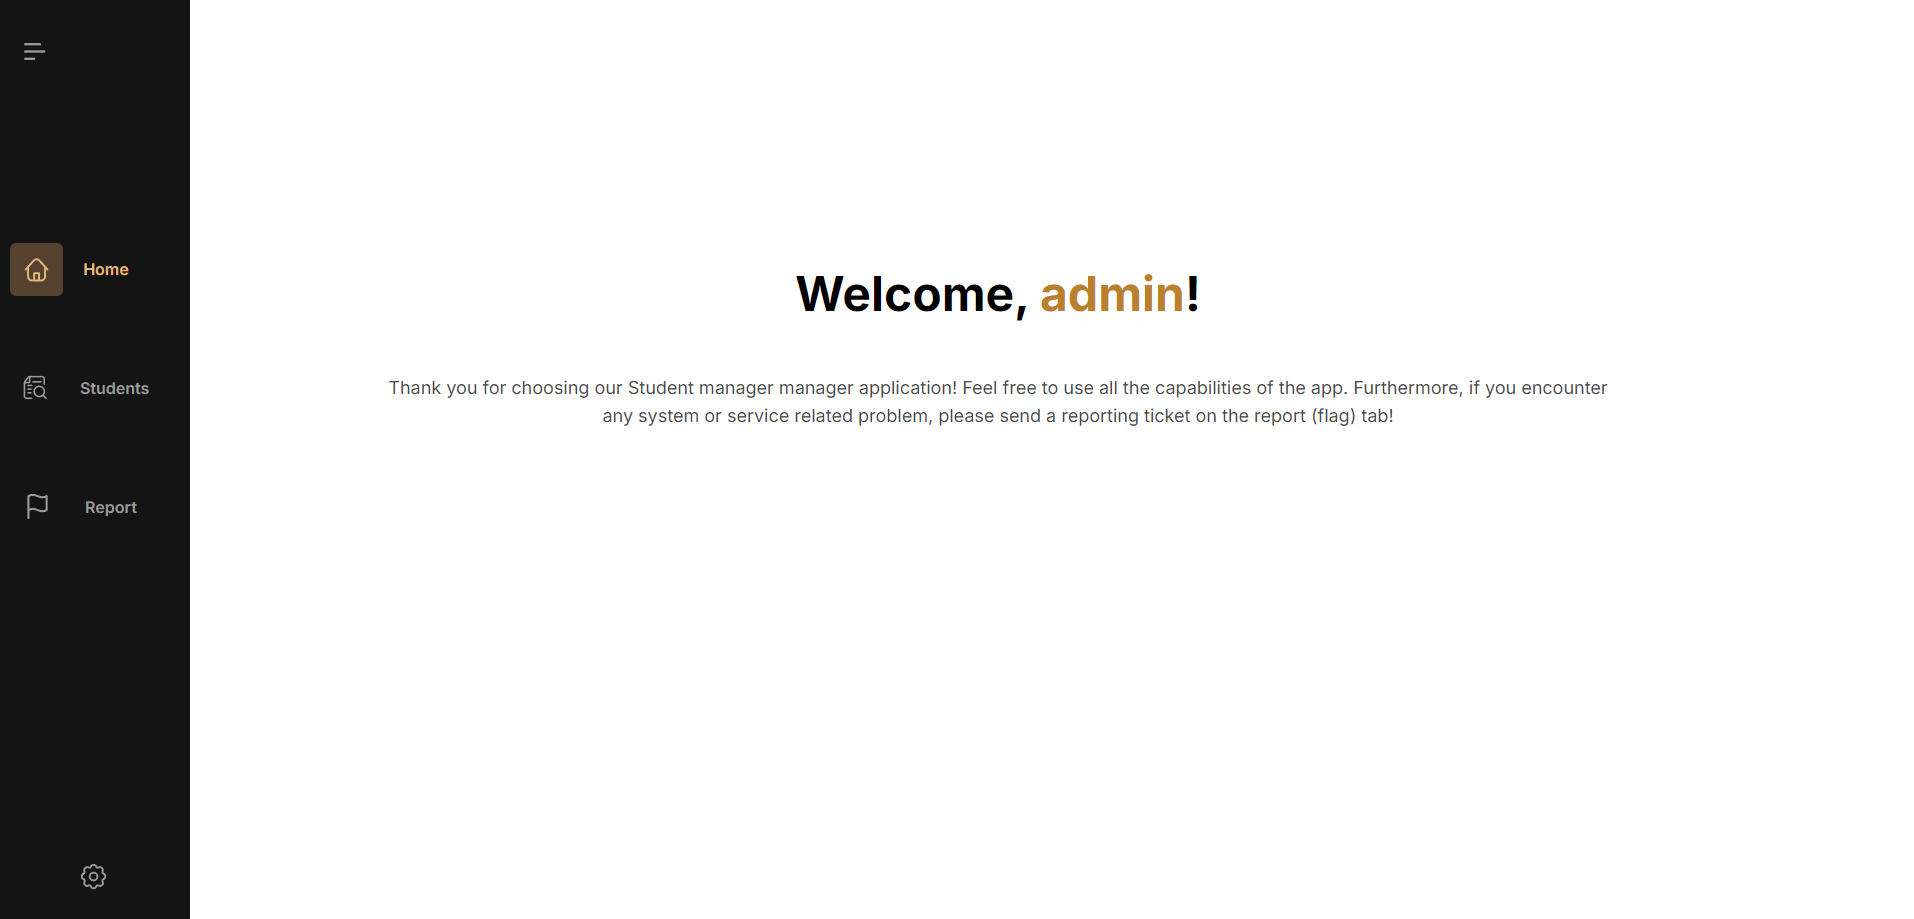 Home
Students
Report
Welcome, admin!
Thank you for choosing our Student manager manager application! Feel free to use all the capabilities of the app. Furthermore, if you encounter
any system or service related problem, please send a reporting ticket on the report (flag) tab!